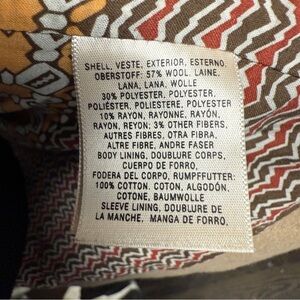 SHELL, VESTE, EXTERIOR, ESTERNO,
OBERSTOFF: 57% WOOL, LAINE,
LANA, LANA, WOLLE
30% POLYESTER, POLYESTER,
POLIÉSTER, POLIESTERE, POLYESTER
10% RAYON, RAYONNE, RAYÓN,
RAYON, REYON: 3% OTHER FIBERS,
AUTRES FIBRES, OTRA FIBRA,
ALTRE FIBRE, ANDERE FASER
BODY LINING, DOUBLURE CORPS,
CUERPO DE FORRO,
FODERA DEL CORPO, RUMPFFUTTER:
100% COTTON, COTON, ALGODÓN,
COTONE, BAUMWOLLE
SLEEVE LINING, DOUBLURE DE
LA MANCHE, MANGA DE FORRO,